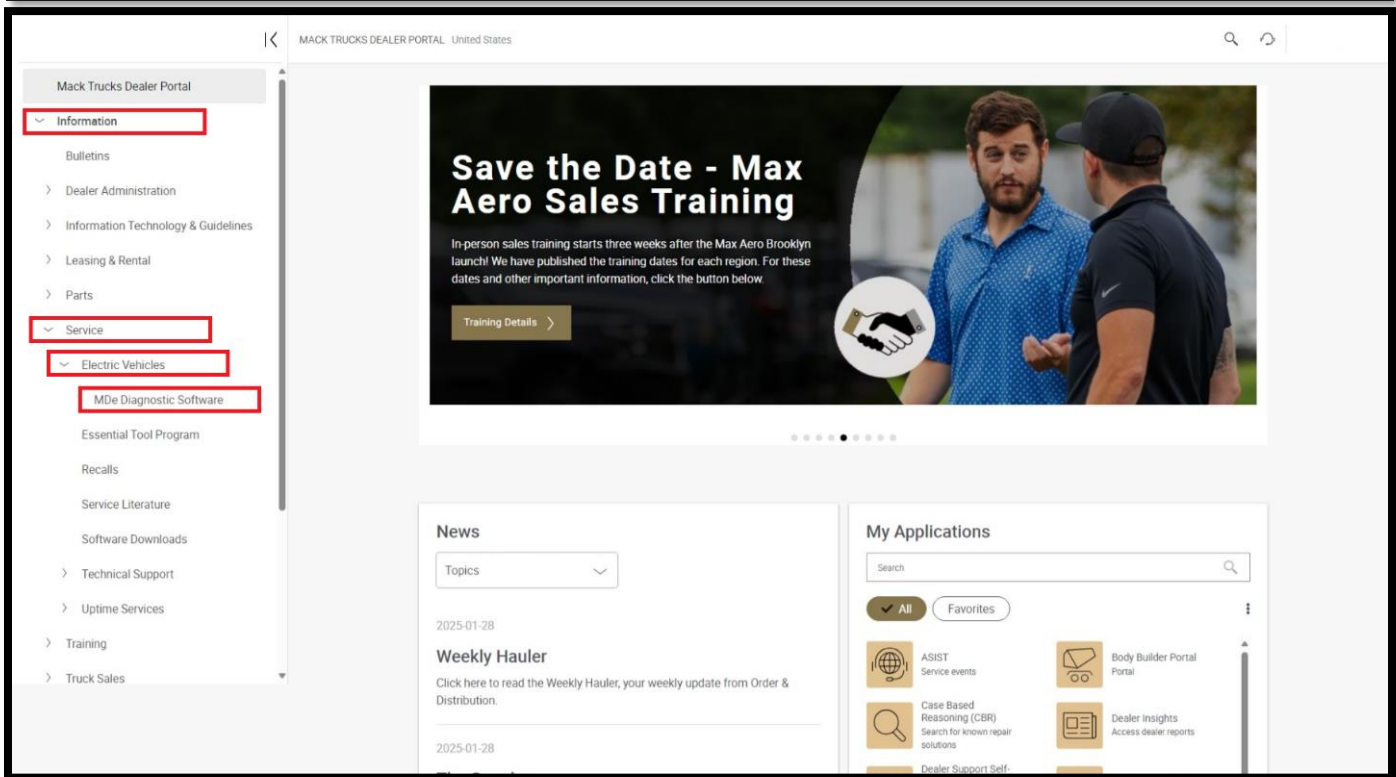 MACK TRUCKS DEALER PORTAL United States
Mack Trucks Dealer Portal
Information
Bulletins
Dealer Administration
Information Technology & Guidelines
Leasing & Rental
Parts
Service
Electric Vehicles
MDe Diagnostic Software
Essential Tool Program
Recalls
Service Literature
Software Downloads
Technical Support
Uptime Services
Training
Truck Sales
Save the Date - Max
Aero Sales Training
In-person sales training starts three weeks after the Max Aero Brooklyn
launch! We have published the training dates for each region. For these
dates and other important information, click the button below.
Training Details
News
Topics
2025-01-28
Weekly Hauler
Click here to read the Weekly Hauler, your weekly update from Order &
Distribution.
2025-01-28
My Applications
Search
All
Favorites
ASIST
Service events
Body Builder Portal
Portal
Case Based
Reasoning (CBR)
Search for known repair
solutions
Dealer Insights
Access dealer reports
Dealer Support Self-